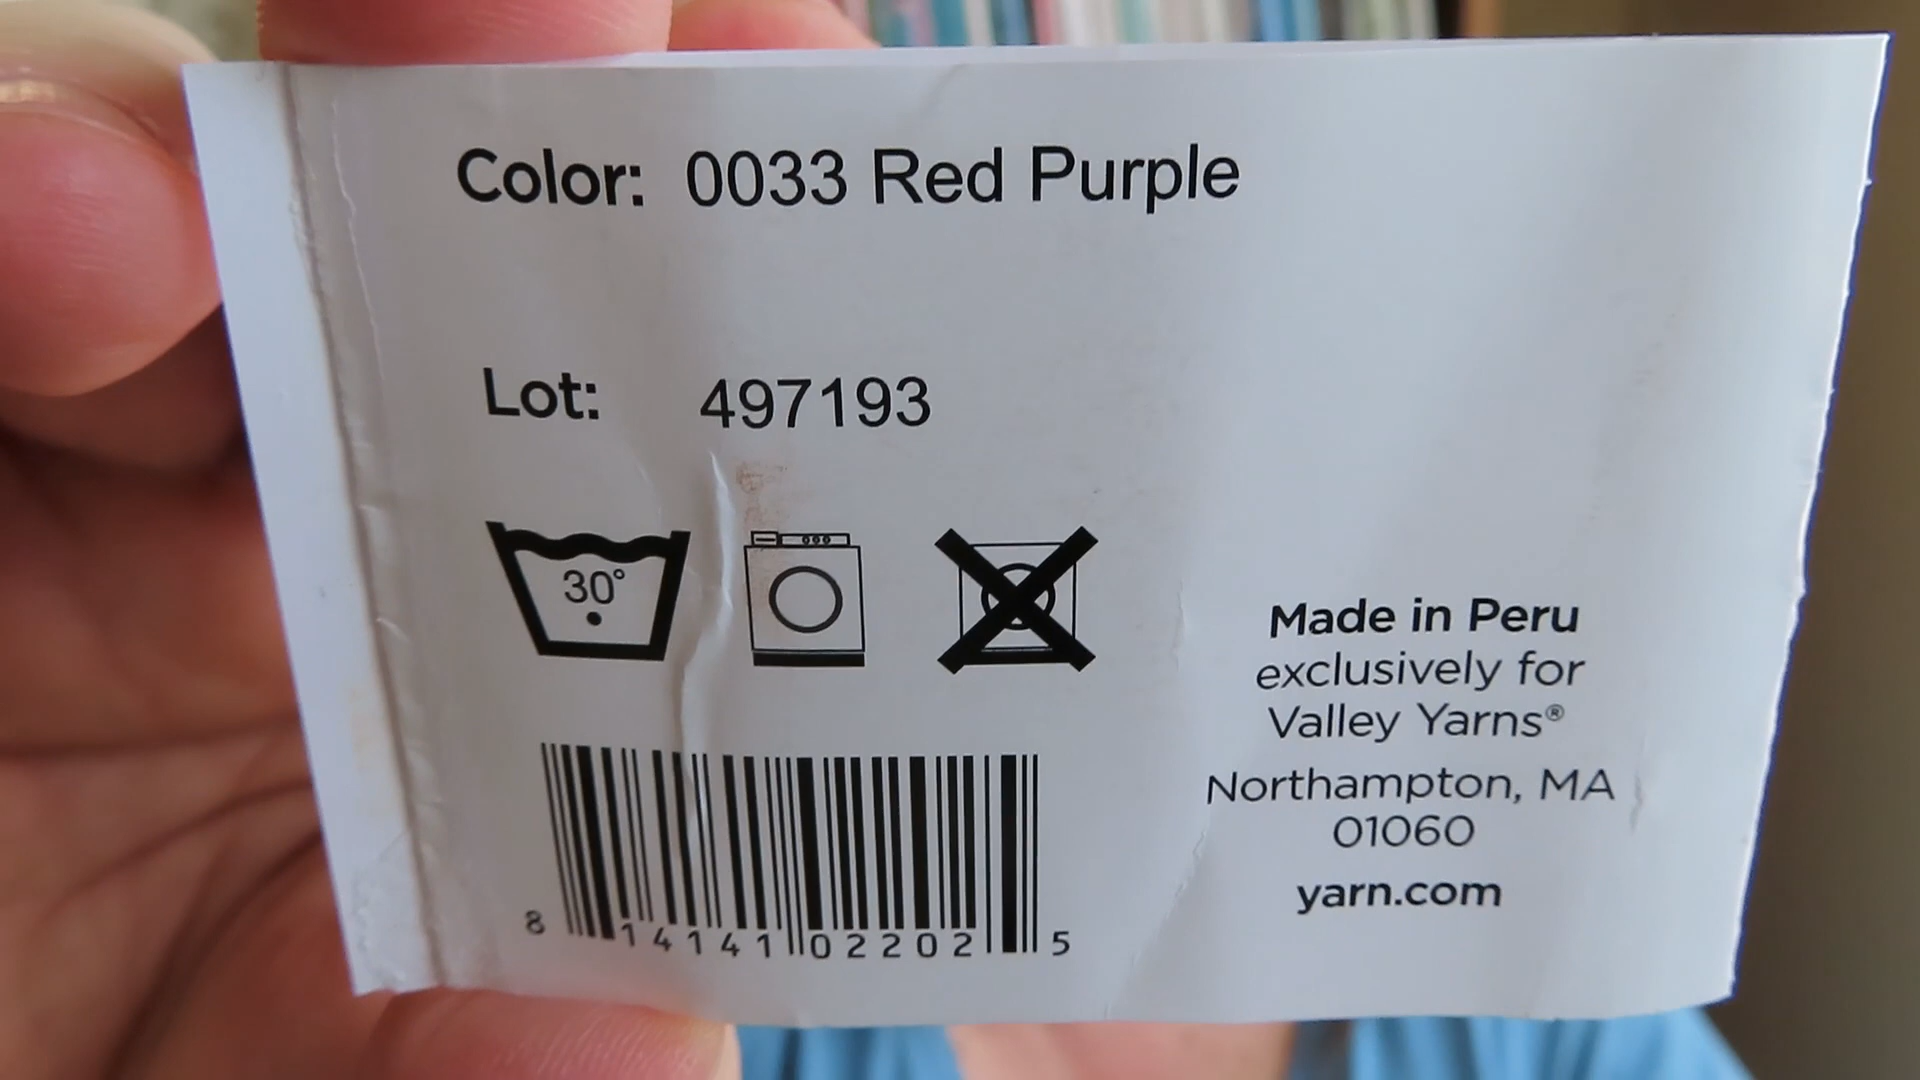 Color: 0033 Red Purple
Lot: 497193
30°
Made in Peru
exclusively for
Valley Yarns®
Northampton, MA
01060
yarn.com
8 14141 02202 5